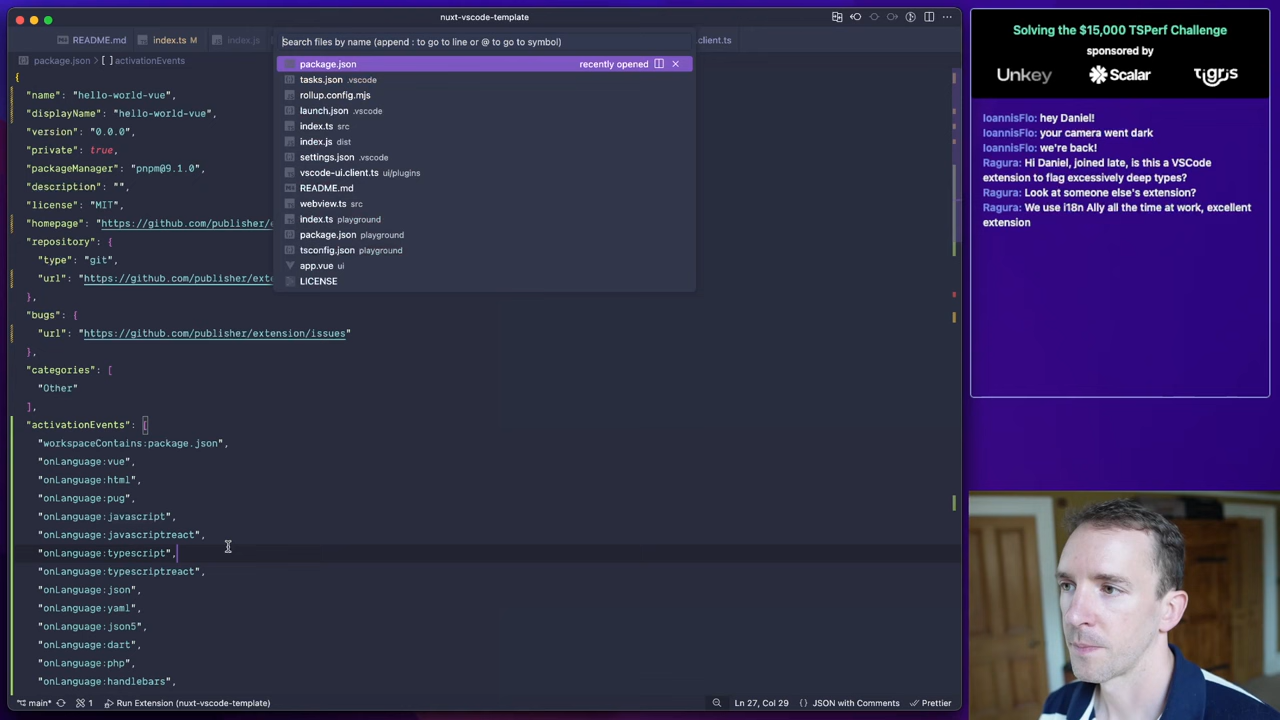 nuxt-vscode-template
README.md
index.ts M
index.js
client.ts
Search files by name (append : to go to line or @ to go to symbol)
package.json > [ ] activationEvents
package.json recently opened
tasks.json .vscode
rollup.config.mjs
launch.json .vscode
index.ts src
index.js dist
settings.json .vscode
vscode-ui.client.ts ui/plugins
README.md
webview.ts src
index.ts playground
package.json playground
tsconfig.json playground
app.vue ui
LICENSE
{
"name": "hello-world-vue",
"displayName": "hello-world-vue",
"version": "0.0.0",
"private": true,
"packageManager": "pnpm@9.1.0",
"description": "",
"license": "MIT",
"homepage": "https://github.com/publisher/e
"repository": {
"type": "git",
"url": "https://github.com/publisher/ext
},
"bugs": {
"url": "https://github.com/publisher/extension/issues"
},
"categories": [
"Other"
],
"activationEvents": [
"workspaceContains:package.json",
"onLanguage:vue",
"onLanguage:html",
"onLanguage:pug",
"onLanguage:javascript",
"onLanguage:javascriptreact",
"onLanguage:typescript",
"onLanguage:typescriptreact",
"onLanguage:json",
"onLanguage:yaml",
"onLanguage:json5",
"onLanguage:dart",
"onLanguage:php",
"onLanguage:handlebars",
main* 1 Run Extension (nuxt-vscode-template) Ln 27, Col 29 {} JSON with Comments Prettier
Solving the $15,000 TSPerf Challenge
sponsored by
Unkey Scalar tigris
IoannisFlo: hey Daniel!
IoannisFlo: your camera went dark
IoannisFlo: we're back!
Ragura: Hi Daniel, joined late, is this a VSCode
extension to flag excessively deep types?
Ragura: Look at someone else's extension?
Ragura: We use i18n Ally all the time at work, excellent
extension